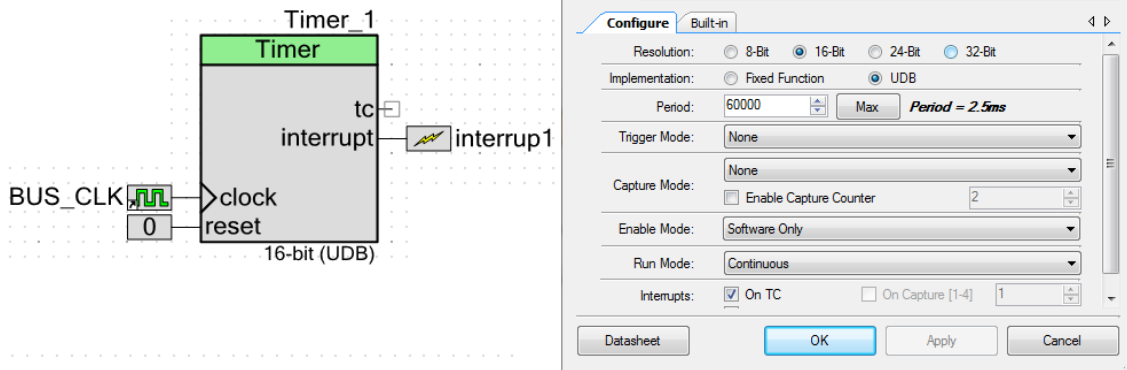 Timer_1
Timer
tc
interrupt
interrup1
BUS_CLK
clock
0
reset
16-bit (UDB)
Configure Built-in
Resolution: 8-Bit 16-Bit 24-Bit 32-Bit
Implementation: Fixed Function UDB
Period: 60000 Max Period = 2.5ms
Trigger Mode: None
Capture Mode: None
Enable Capture Counter 2
Enable Mode: Software Only
Run Mode: Continuous
Interrupts: On TC On Capture [1-4] 1
Datasheet OK Apply Cancel